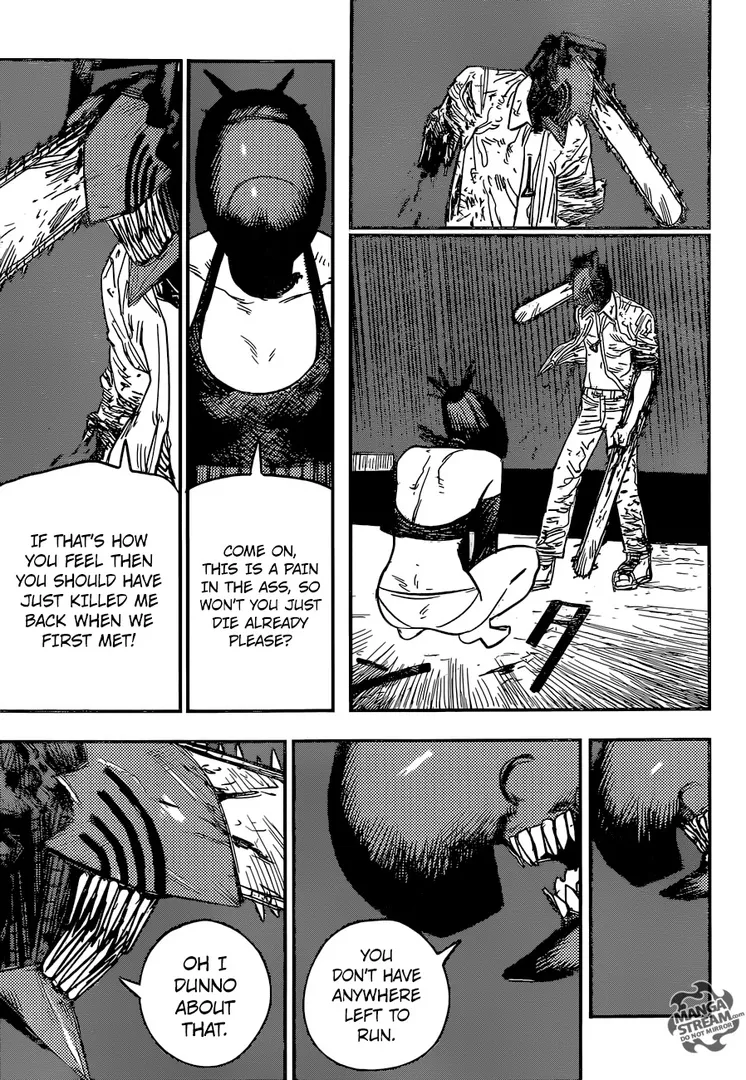 COME ON,
THIS IS A PAIN
IN THE ASS, SO
WON'T YOU JUST
DIE ALREADY
PLEASE?
IF THAT'S HOW
YOU FEEL THEN
YOU SHOULD HAVE
JUST KILLED ME
BACK WHEN WE
FIRST MET!
YOU
DON'T HAVE
ANYWHERE
LEFT TO
RUN.
OH I
DUNNO
ABOUT
THAT.
MANGA
STREAM.com
DO NOT MIRROR